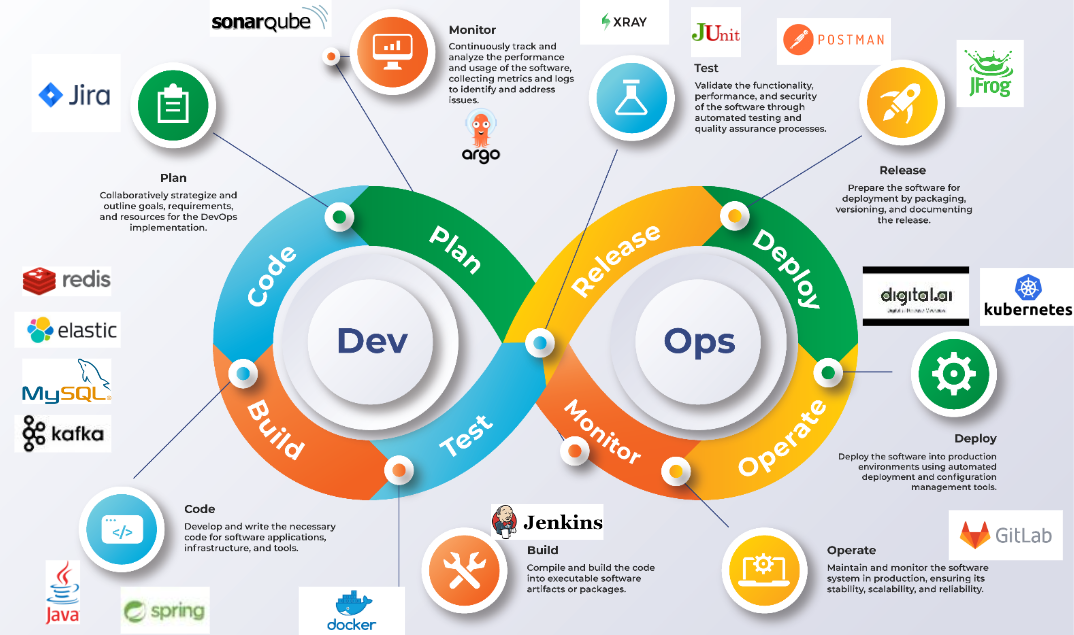 sonarqube
Monitor
Continuously track and
analyze the performance
and usage of the software,
collecting metrics and logs
to identify and address
issues.
argo
XRAY
JUnit
POSTMAN
JFrog
Jira
Test
Validate the functionality,
performance, and security
of the software through
automated testing and
quality assurance processes.
Plan
Collaboratively strategize and
outline goals, requirements,
and resources for the DevOps
implementation.
Release
Prepare the software for
deployment by packaging,
versioning, and documenting
the release.
Code
Plan
Release
Deploy
Dev
Ops
Build
Test
Monitor
Operate
redis
elastic
MySQL
kafka
digital.ai
kubernetes
Deploy
Deploy the software into production
environments using automated
deployment and configuration
management tools.
Code
Develop and write the necessary
code for software applications,
infrastructure, and tools.
</>
Java
spring
docker
Jenkins
Build
Compile and build the code
into executable software
artifacts or packages.
Operate
Maintain and monitor the software
system in production, ensuring its
stability, scalability, and reliability.
GitLab